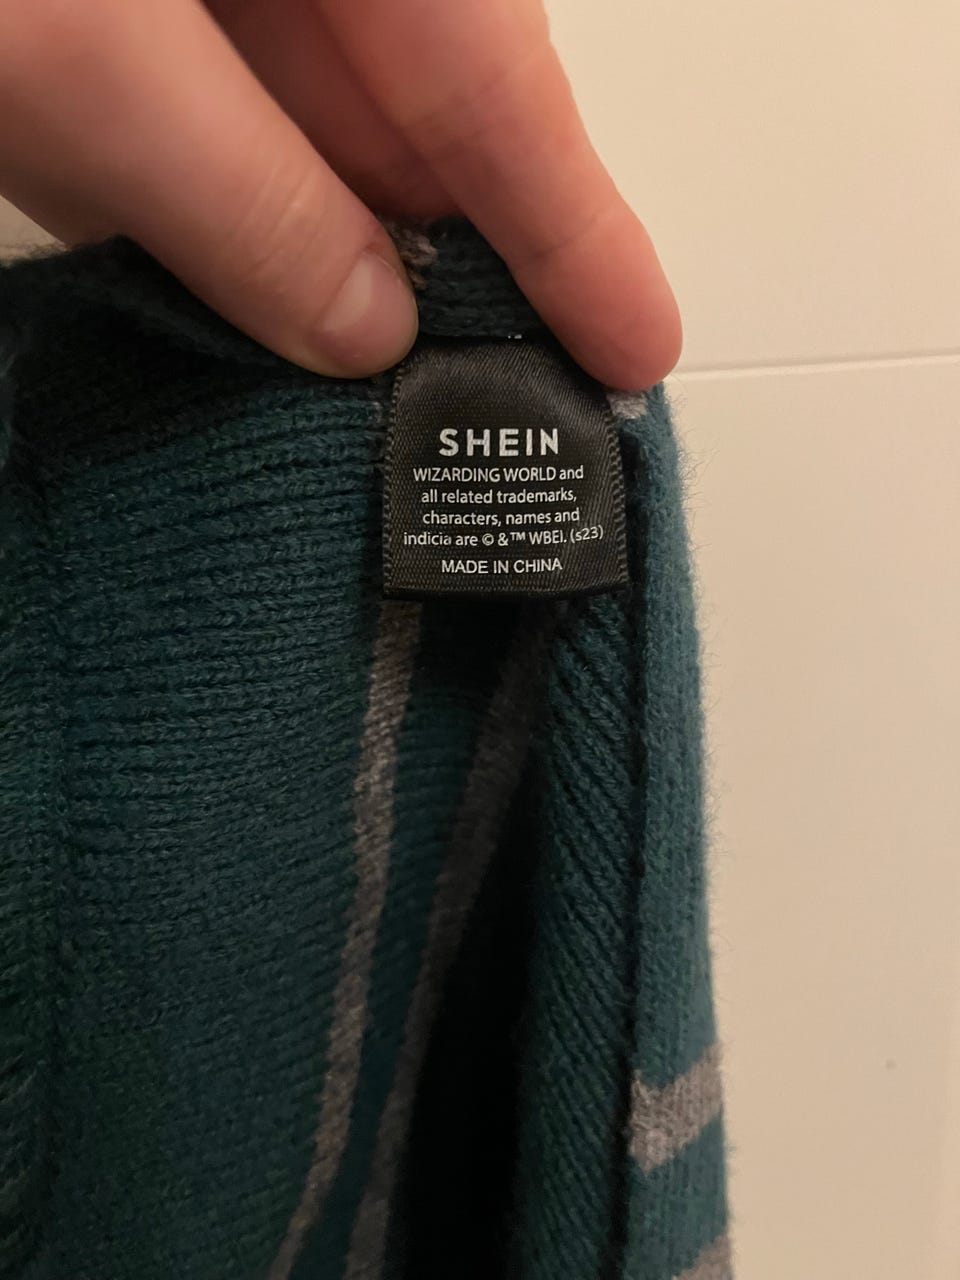 SHEIN
WIZARDING WORLD and
all related trademarks,
characters, names and
indicia are © &™ WBEI. (s23)
MADE IN CHINA